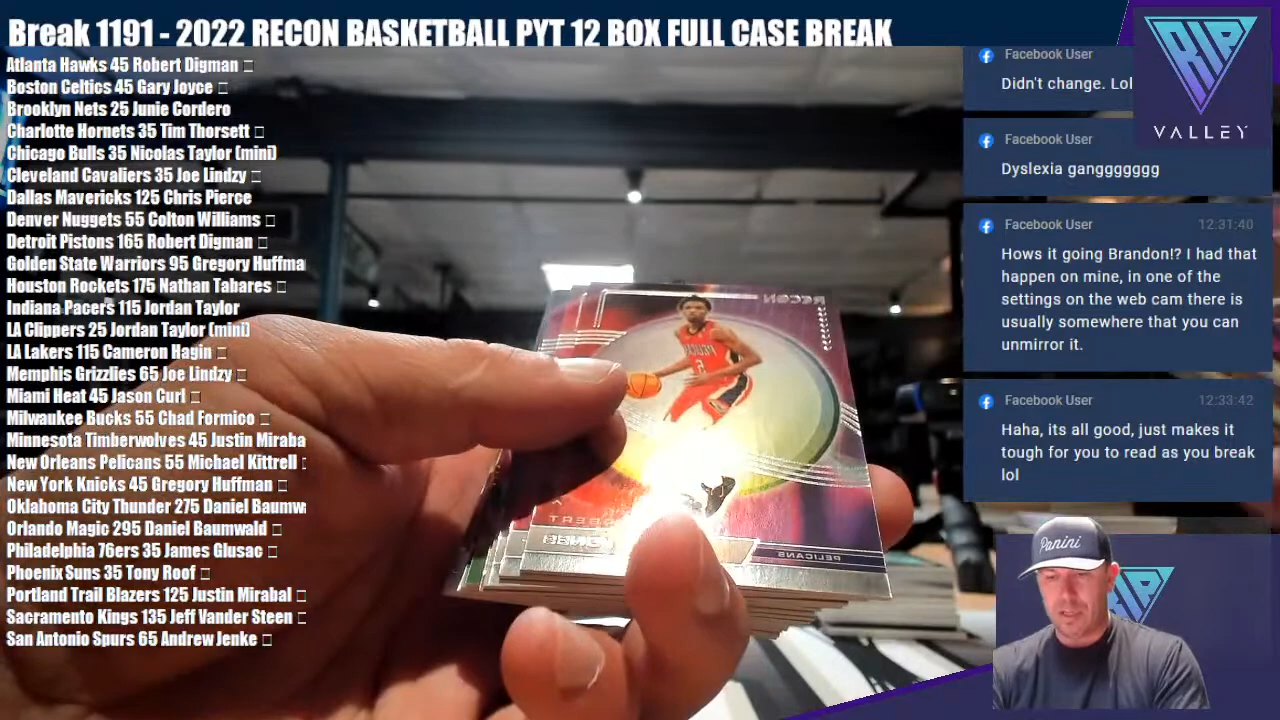 Break 1191 - 2022 RECON BASKETBALL PYT 12 BOX FULL CASE BREAK
Atlanta Hawks 45 Robert Digman
Boston Celtics 45 Gary Joyce
Brooklyn Nets 25 Junie Cordero
Charlotte Hornets 35 Tim Thorsett
Chicago Bulls 35 Nicolas Taylor (mini)
Cleveland Cavaliers 35 Joe Lindzy
Dallas Mavericks 125 Chris Pierce
Denver Nuggets 55 Colton Williams
Detroit Pistons 165 Robert Digman
Golden State Warriors 95 Gregory Huffma
Houston Rockets 175 Nathan Tabares
Indiana Pacers 115 Jordan Taylor
LA Clippers 25 Jordan Taylor (mini)
LA Lakers 115 Cameron Hagin
Memphis Grizzlies 65 Joe Lindzy
Miami Heat 45 Jason Curl
Milwaukee Bucks 55 Chad Formico
Minnesota Timberwolves 45 Justin Miraba
New Orleans Pelicans 55 Michael Kittrell
New York Knicks 45 Gregory Huffman
Oklahoma City Thunder 275 Daniel Baumwa
Orlando Magic 295 Daniel Baumwald
Philadelphia 76ers 35 James Glusac
Phoenix Suns 35 Tony Roof
Portland Trail Blazers 125 Justin Mirabal
Sacramento Kings 135 Jeff Vander Steen
San Antonio Spurs 65 Andrew Jenke
RECON
PELICANS
Facebook User
Didn't change. Lol
Facebook User
Dyslexia gangggggg
Facebook User 12:31:40
Hows it going Brandon!? I had that
happen on mine, in one of the
settings on the web cam there is
usually somewhere that you can
unmirror it.
Facebook User 12:33:42
Haha, its all good, just makes it
tough for you to read as you break
lol
RIP
VALLEY
Panini
RIP